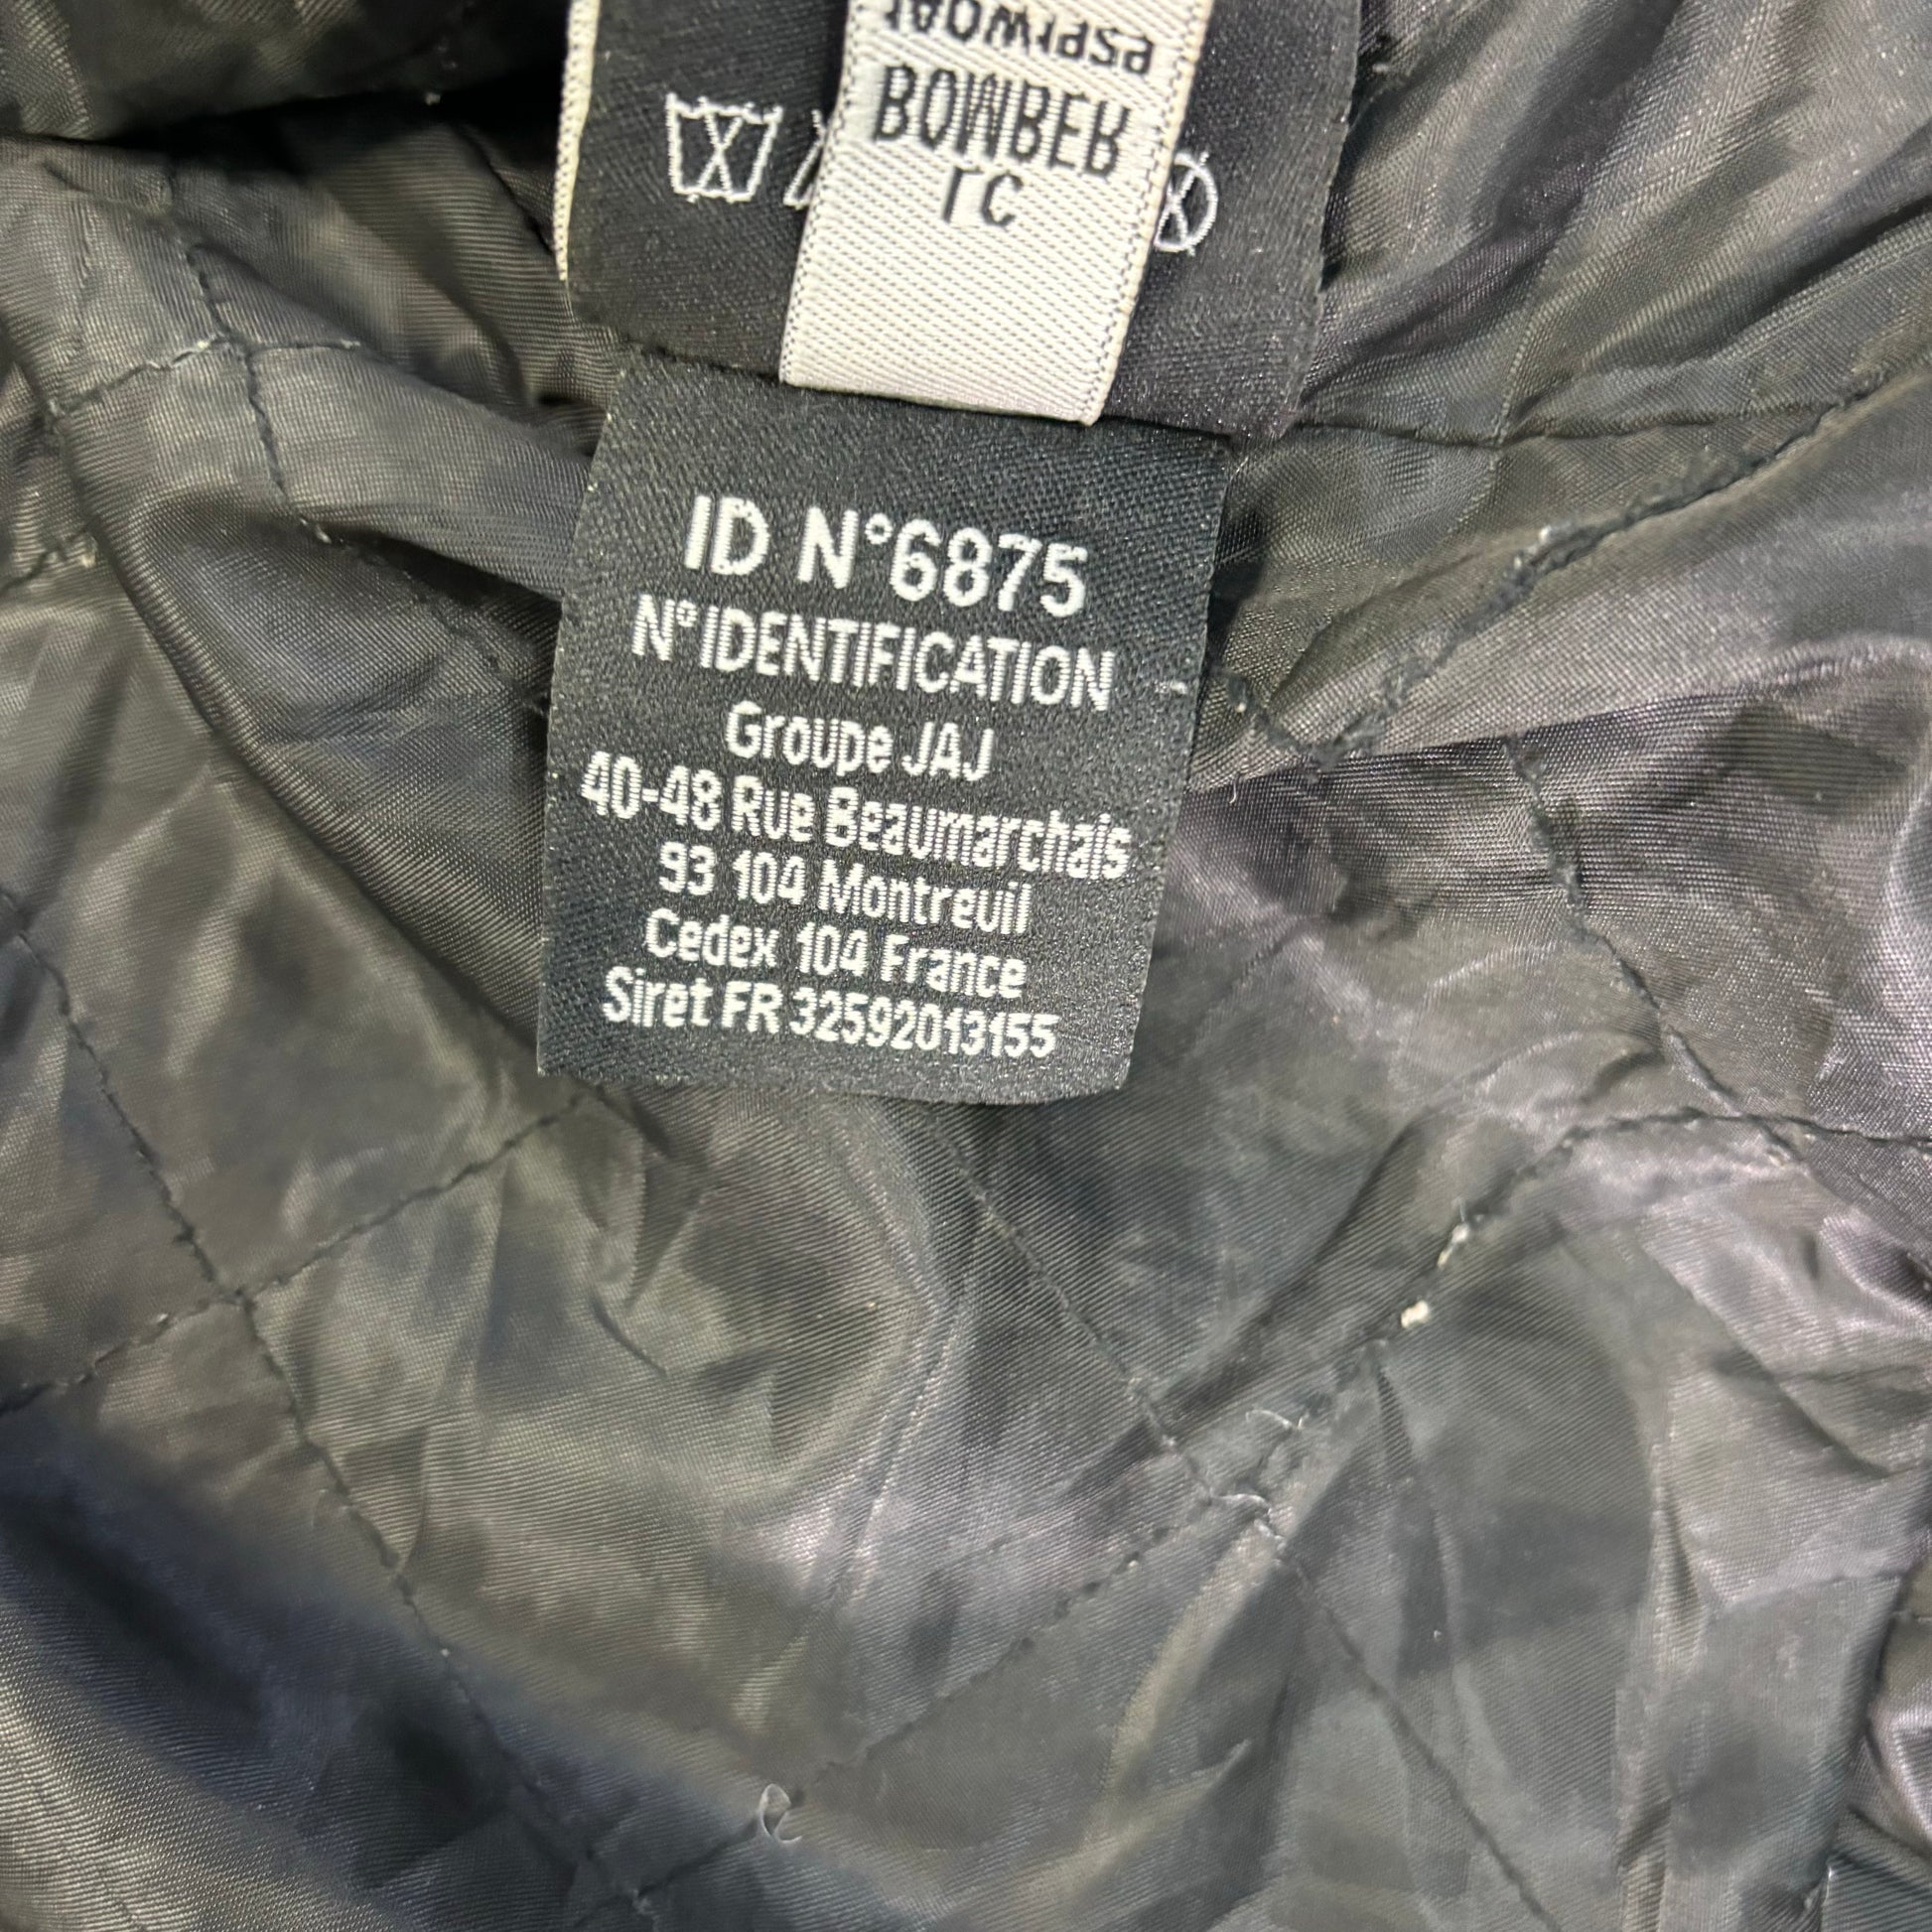 BOMBER
LC
ID N°6875
N°IDENTIFICATION
Groupe JAJ
40-48 Rue Beaumarchais
93 104 Montreuil
Cedex 104 France
Siret FR 32592013155